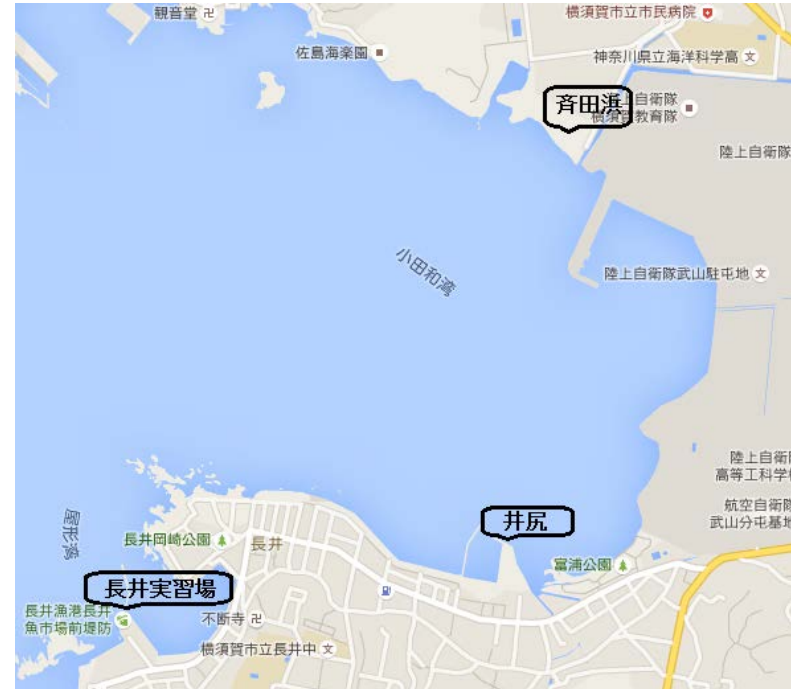 観音堂
横須賀市立市民病院
佐島海楽園
神奈川県立海洋科学高
斉田浜
上自衛隊
横須賀教育隊
陸上自衛隊
小田和湾
陸上自衛隊武山駐屯地
陸上自衛
高等工科学
航空自衛隊
武山分屯基
井尻
屋形湾
長井岡崎公園
長井
富浦公園
長井実習場
長井漁港長井
魚市場前堤防
不断寺
横須賀市立長井中